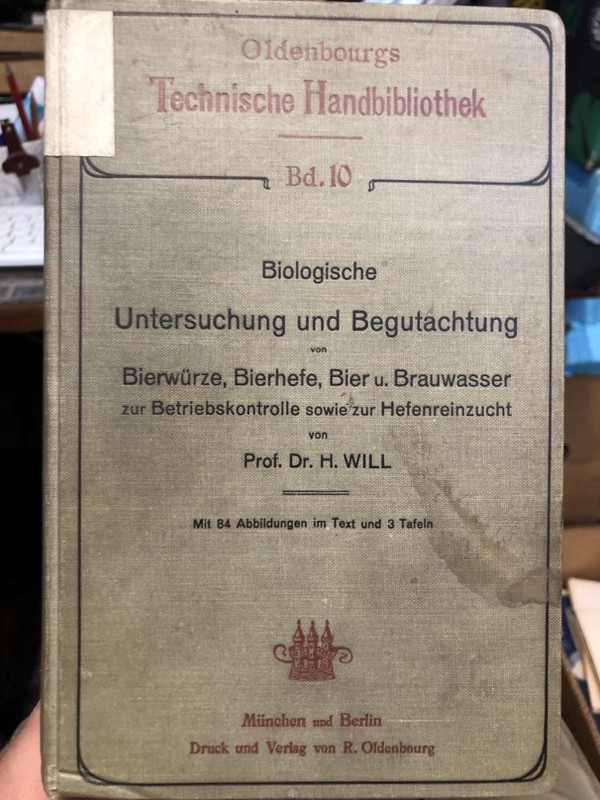 Oldenbourgs
Technische Handbibliothek
Bd. 10
Biologische
Untersuchung und Begutachtung
von
Bierwürze, Bierhefe, Bier u. Brauwasser
zur Betriebskontrolle sowie zur Hefenreinzucht
von
Prof. Dr. H. WILL
Mit 84 Abbildungen im Text und 3 Tafeln
München und Berlin
Druck und Verlag von R. Oldenbourg